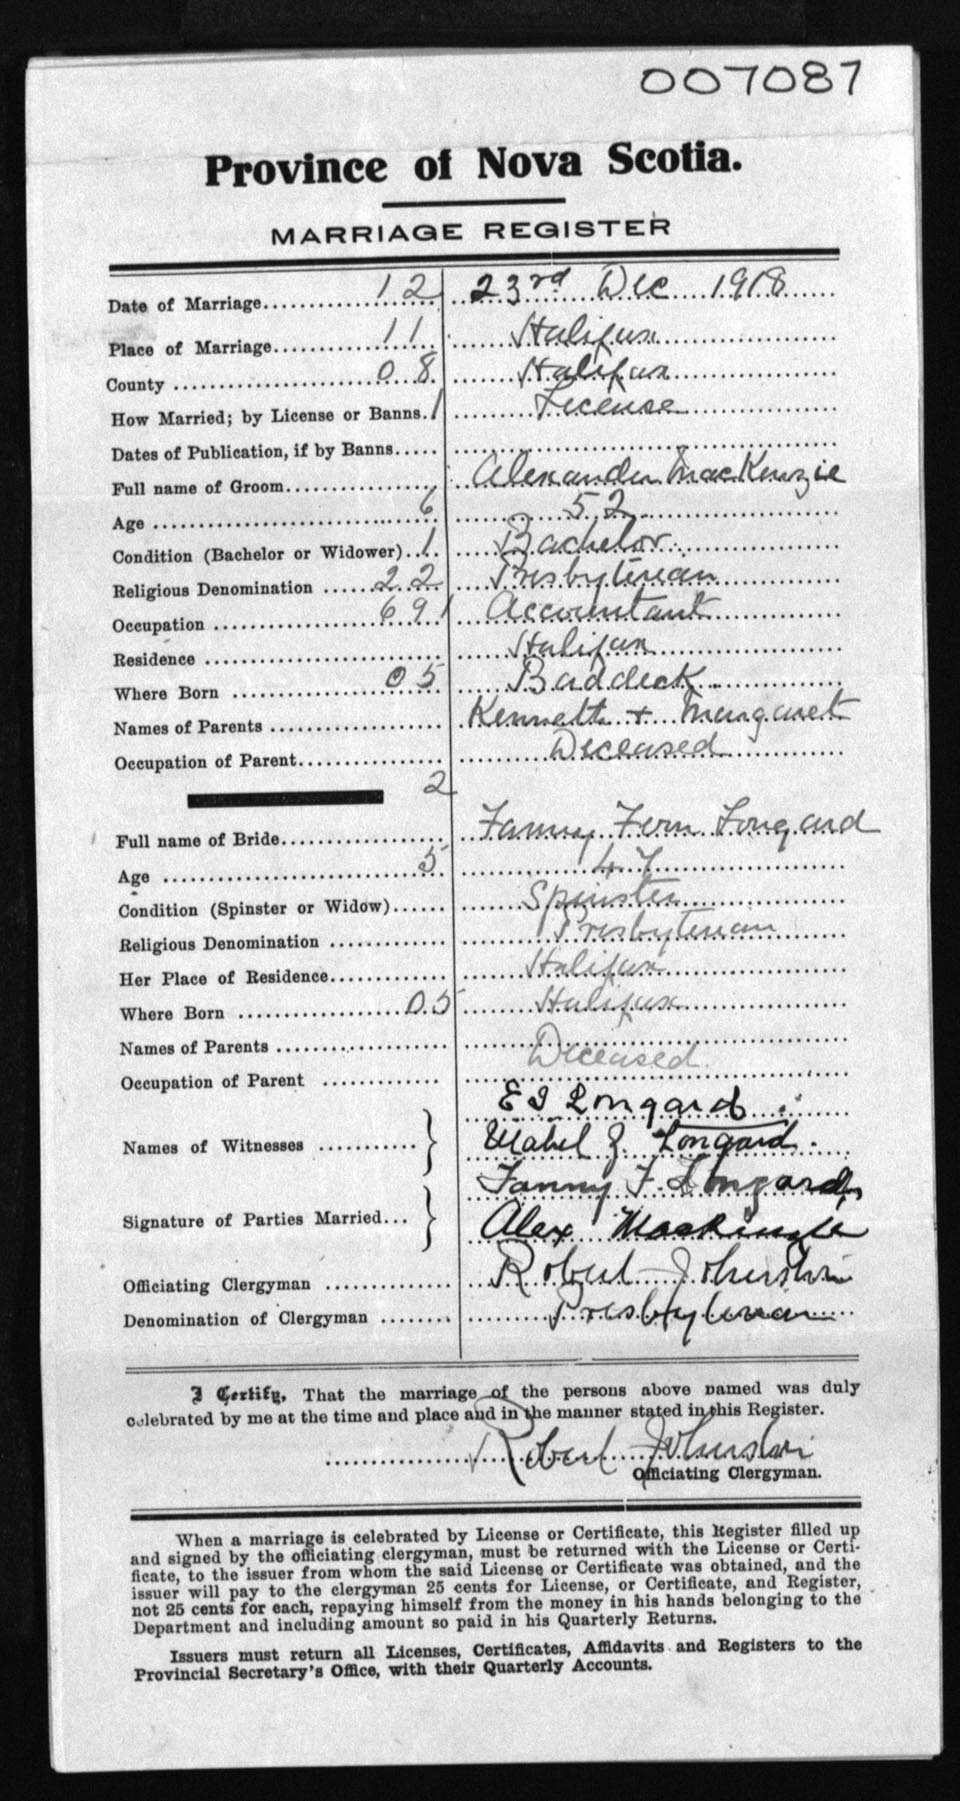 007087
Province of Nova Scotia.
MARRIAGE REGISTER
Date of Marriage 12 23rd Dec 1918
Place of Marriage 11 Halifax
County 08 Halifax
How Married; by License or Banns. 1 License
Dates of Publication, if by Banns
Full name of Groom Alexander MacKenzie
Age 6 52
Condition (Bachelor or Widower) 1 Bachelor
Religious Denomination 22 Presbyterian
Occupation 691 Accountant
Residence Halifax
Where Born 05 Baddeck
Names of Parents Kenneth + Margaret
Occupation of Parent Deceased
2
Full name of Bride Fanny Fern Longard
Age 5 47
Condition (Spinster or Widow) Spinster
Religious Denomination Presbyterian
Her Place of Residence Halifax
Where Born 05 Halifax
Names of Parents
Occupation of Parent Deceased
E J Longard
Names of Witnesses Mabel J. Longard.
Fanny F. Longard
Signature of Parties Married... Alex MacKenzie
Officiating Clergyman Robert Johnston
Denomination of Clergyman Presbyterian
I Certify, That the marriage of the persons above named was duly
celebrated by me at the time and place and in the manner stated in this Register.
Robert Johnston
Officiating Clergyman.
When a marriage is celebrated by License or Certificate, this Register filled up
and signed by the officiating clergyman, must be returned with the License or Certi-
ficate, to the issuer from whom the said License or Certificate was obtained, and the
issuer will pay to the clergyman 25 cents for License, or Certificate, and Register,
not 25 cents for each, repaying himself from the money in his hands belonging to the
Department and including amount so paid in his Quarterly Returns.
Issuers must return all Licenses, Certificates, Affidavits and Registers to the
Provincial Secretary's Office, with their Quarterly Accounts.